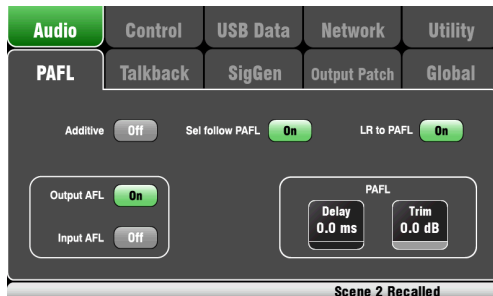 Audio Control USB Data Network Utility
PAFL Talkback SigGen Output Patch Global
Additive Off Sel follow PAFL On LR to PAFL On
Output AFL On
Input AFL Off
PAFL
Delay Trim
0.0 ms 0.0 dB
Scene 2 Recalled